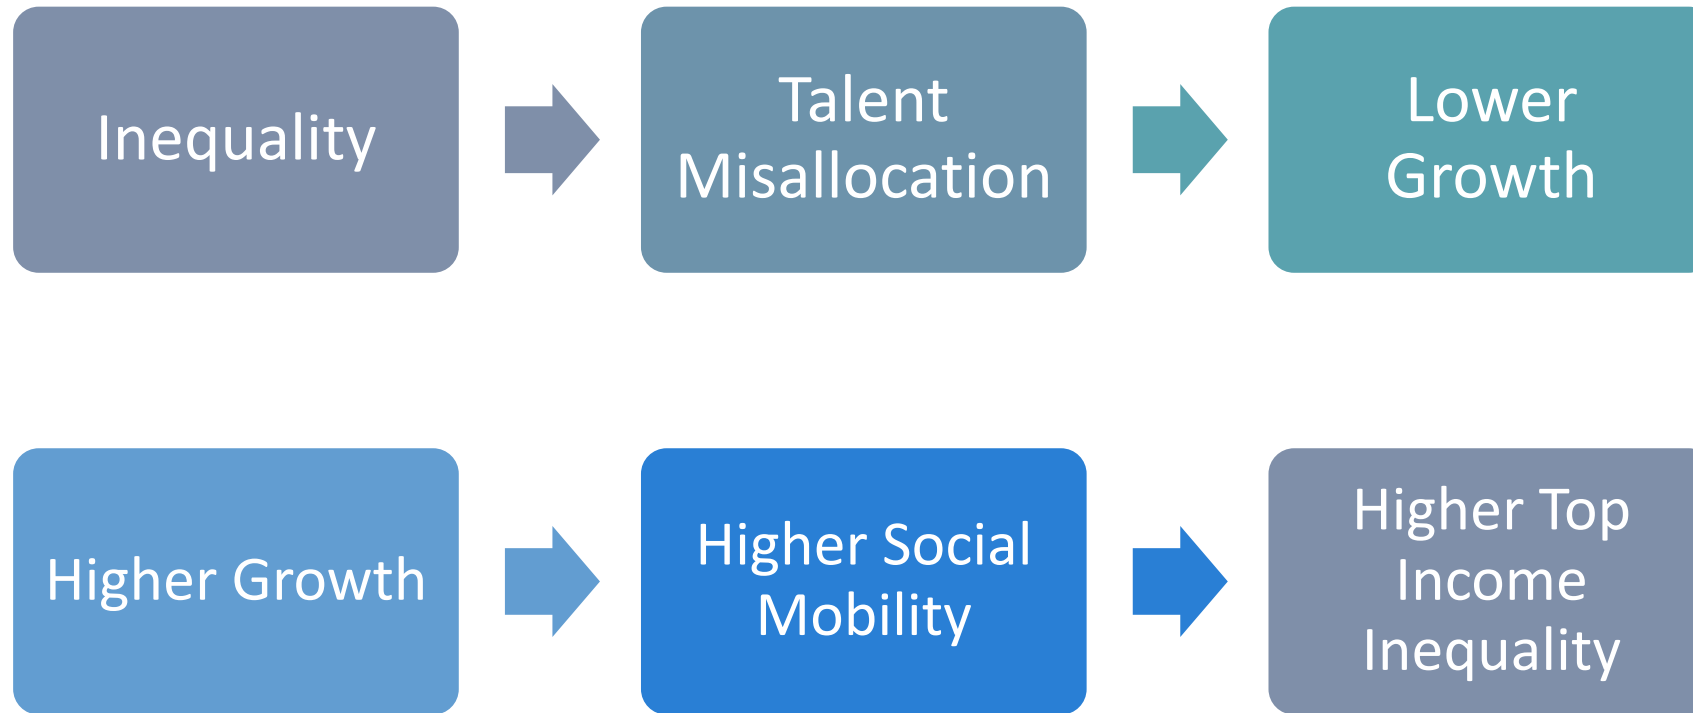 Inequality
Talent
Misallocation
Lower
Growth
Higher Growth
Higher Social
Mobility
Higher Top
Income
Inequality